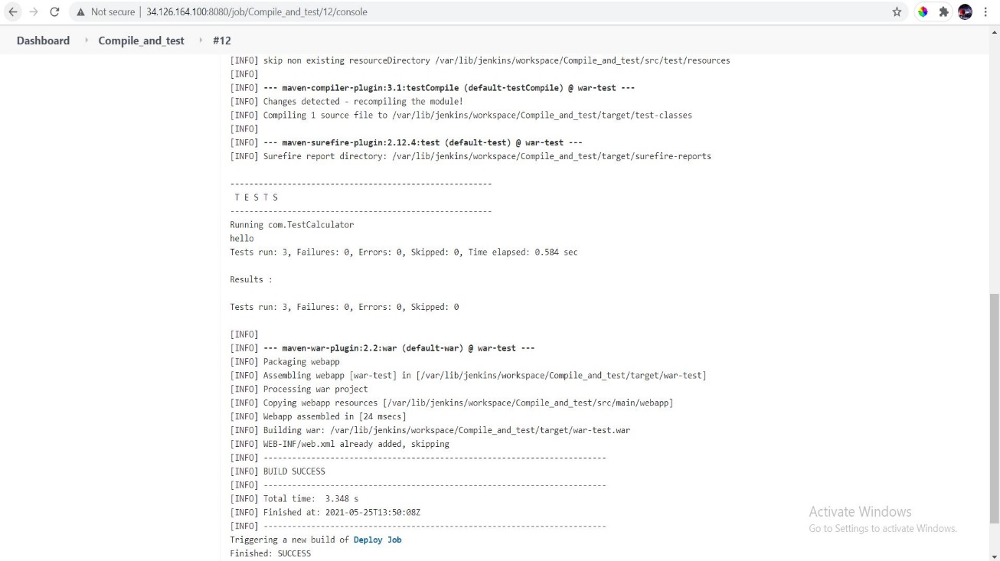 Not secure | 34.126.164.100:8080/job/Compile_and_test/12/console
Dashboard Compile_and_test #12
[INFO] skip non existing resourceDirectory /var/lib/jenkins/workspace/Compile_and_test/src/test/resources
[INFO]
[INFO] --- maven-compiler-plugin:3.1:testCompile (default-testCompile) @ war-test ---
[INFO] Changes detected - recompiling the module!
[INFO] Compiling 1 source file to /var/lib/jenkins/workspace/Compile_and_test/target/test-classes
[INFO]
[INFO] --- maven-surefire-plugin:2.12.4:test (default-test) @ war-test ---
[INFO] Surefire report directory: /var/lib/jenkins/workspace/Compile_and_test/target/surefire-reports
-------------------------------------------------------
T E S T S
-------------------------------------------------------
Running com.TestCalculator
hello
Tests run: 3, Failures: 0, Errors: 0, Skipped: 0, Time elapsed: 0.584 sec
Results :
Tests run: 3, Failures: 0, Errors: 0, Skipped: 0
[INFO]
[INFO] --- maven-war-plugin:2.2:war (default-war) @ war-test ---
[INFO] Packaging webapp
[INFO] Assembling webapp [war-test] in [/var/lib/jenkins/workspace/Compile_and_test/target/war-test]
[INFO] Processing war project
[INFO] Copying webapp resources [/var/lib/jenkins/workspace/Compile_and_test/src/main/webapp]
[INFO] Webapp assembled in [24 msecs]
[INFO] Building war: /var/lib/jenkins/workspace/Compile_and_test/target/war-test.war
[INFO] WEB-INF/web.xml already added, skipping
[INFO] ------------------------------------------------------------------------
[INFO] BUILD SUCCESS
[INFO] ------------------------------------------------------------------------
[INFO] Total time:  3.348 s
[INFO] Finished at: 2021-05-25T13:50:08Z
[INFO] ------------------------------------------------------------------------
Triggering a new build of Deploy Job
Finished: SUCCESS
Activate Windows
Go to Settings to activate Windows.